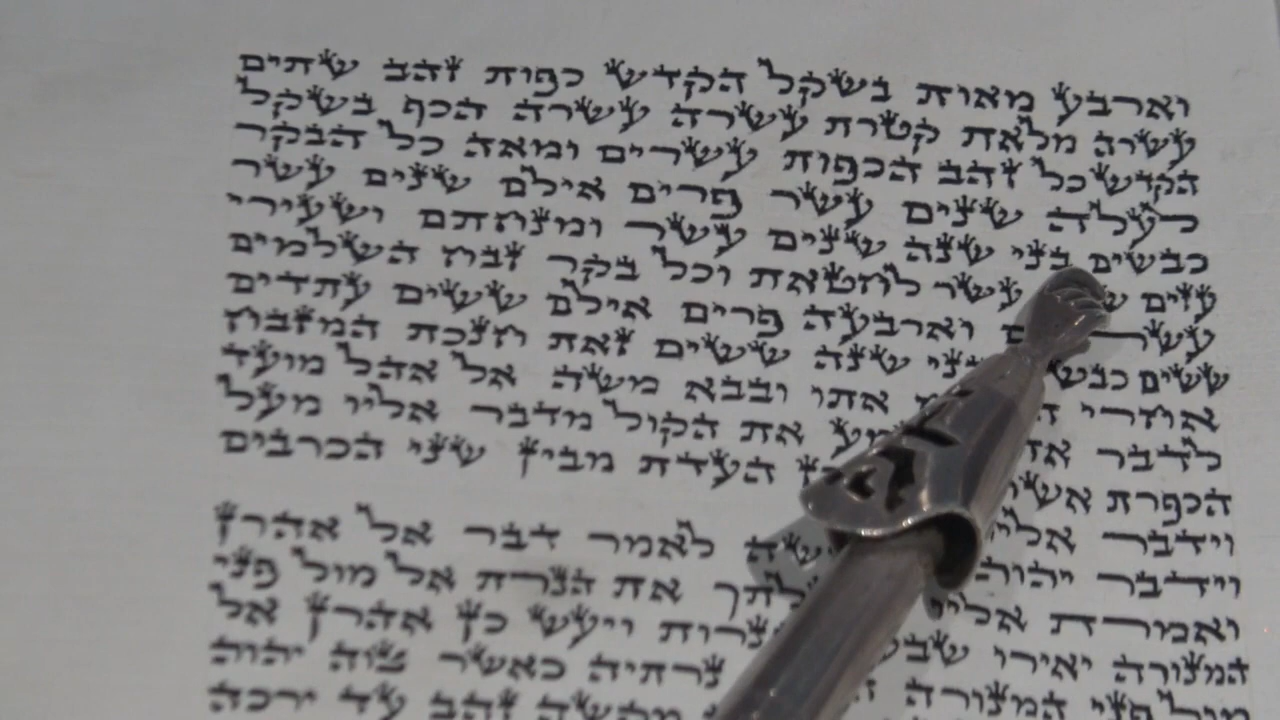 וארבע מאות בשקל הקדש כפות זהב שתים
עשרה מלאת קטרת עשרה עשרה הכף בשקל
הקדש כל זהב הכפות עשרים ומאה כל הבקר
לעלה שנים עשר פרים אילם שנים עשר
כבשים בני שנה שנים עשר ומנחתם ושעירי
עזים עשר לחטאת וכל בקר זבח השלמים
וארבעה פרים אילם ששים עתדים
ששים שנה ששים זאת חנכת המזבח
אחרי אתו ובבא משה אל אהל מועד
לדבר את הקול מדבר אליו מעל
הכפרת אשר העדת מבין שני הכרבים
וידבר
וידבר יהוה לאמר דבר אל אהרן
ואמרת את הנרת אל מול פני
המנורה יאירו ויעש כן אהרן אל
מול פני המנורה נרתיה כאשר צוה יהוה
מקשה זהב עד ירכה